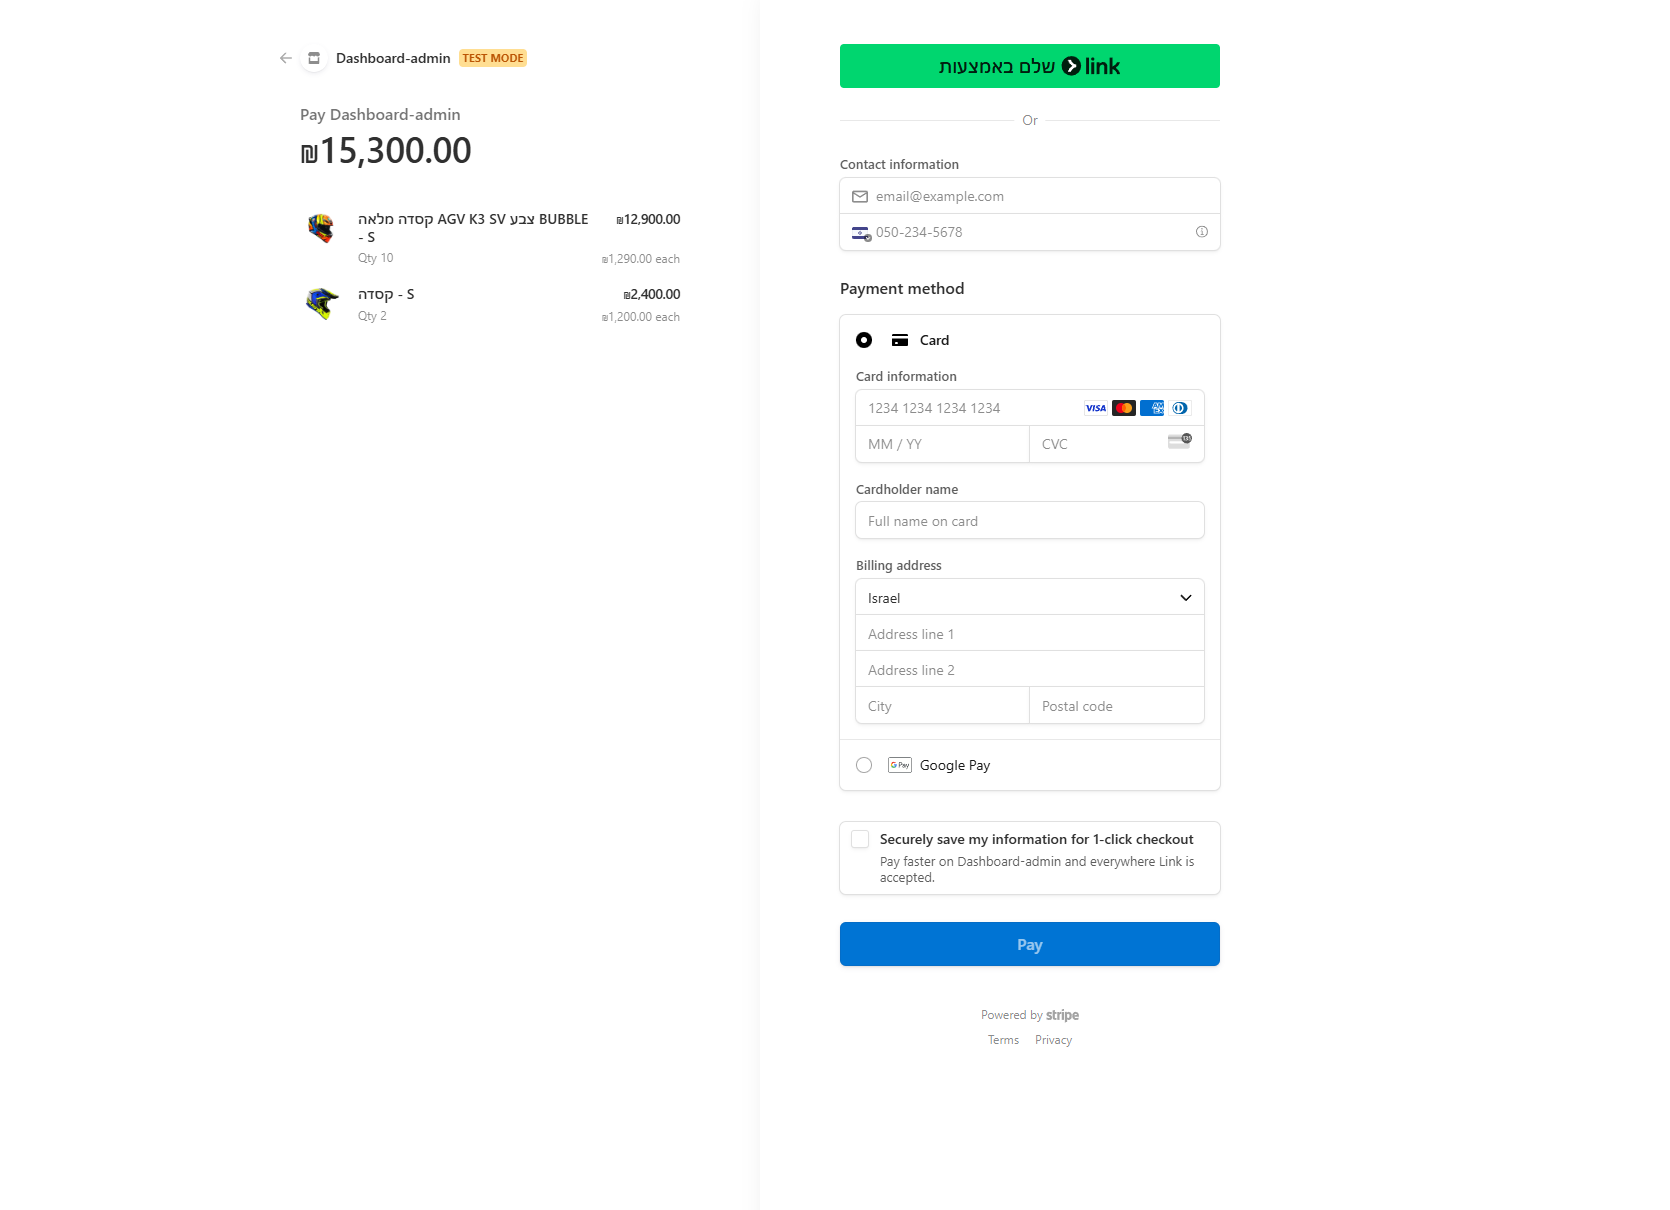 Dashboard-admin TEST MODE
Pay Dashboard-admin
₪15,300.00
קסדה מלאה AGV K3 SV צבע BUBBLE ₪12,900.00
- S
Qty 10 ₪1,290.00 each
קסדה - S ₪2,400.00
Qty 2 ₪1,200.00 each
שלם באמצעות link
Or
Contact information
email@example.com
050-234-5678
Payment method
Card
Card information
1234 1234 1234 1234 VISA
MM / YY CVC
Cardholder name
Full name on card
Billing address
Israel
Address line 1
Address line 2
City Postal code
G Pay Google Pay
Securely save my information for 1-click checkout
Pay faster on Dashboard-admin and everywhere Link is
accepted.
Pay
Powered by stripe
Terms Privacy